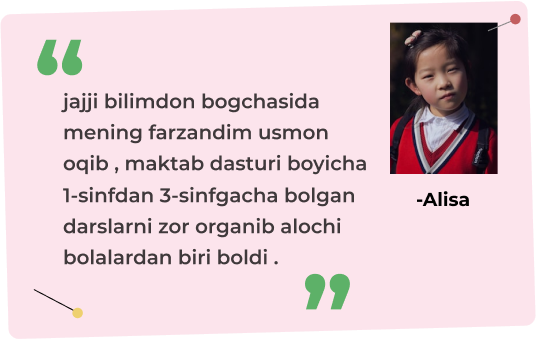 “
jajji bilimdon bogchasida
mening farzandim usmon
oqib , maktab dasturi boyicha
1-sinfdan 3-sinfgacha bolgan
darslarni zor organib alochi
bolalardan biri boldi .
”
-Alisa